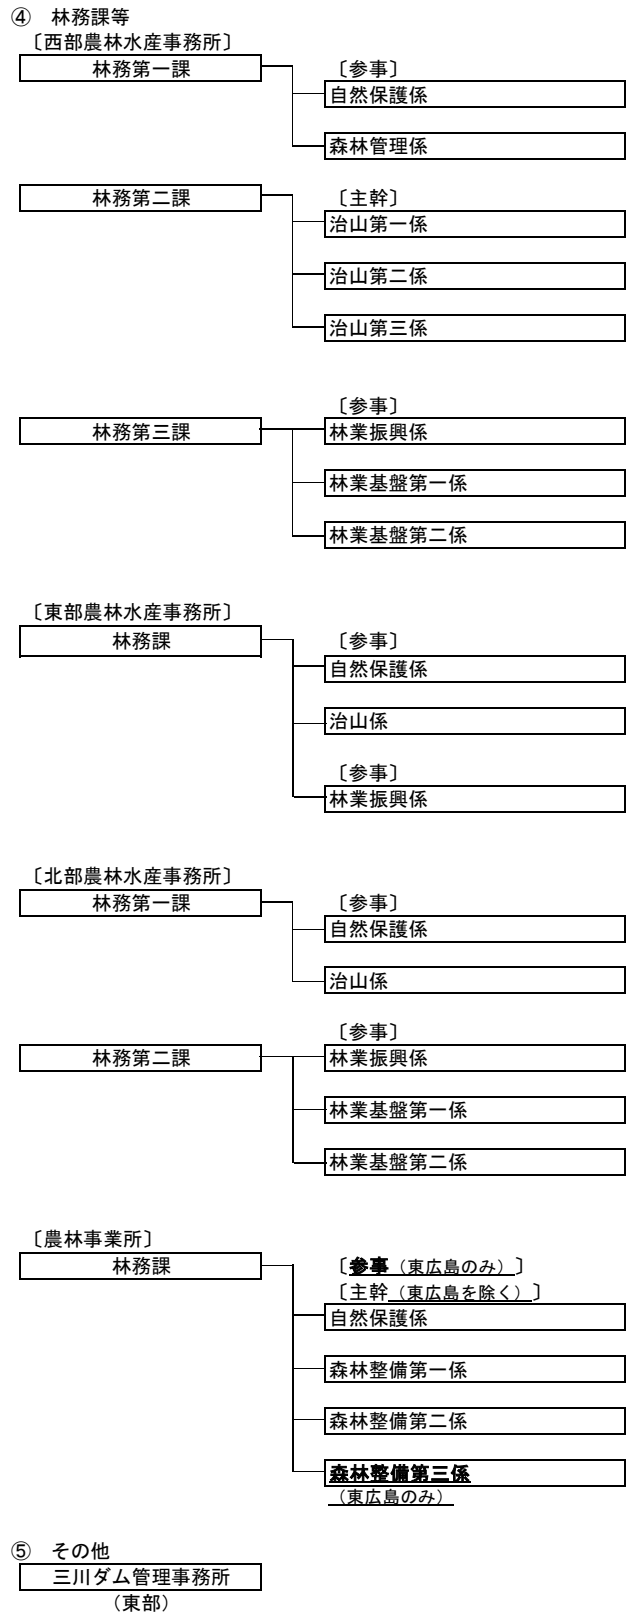 ④　林務課等
〔西部農林水産事務所〕
林務第一課
〔参事〕
自然保護係
森林管理係
林務第二課
〔主幹〕
治山第一係
治山第二係
治山第三係
〔参事〕
林務第三課
林業振興係
林業基盤第一係
林業基盤第二係
〔東部農林水産事務所〕
林務課
〔参事〕
自然保護係
治山係
〔参事〕
林業振興係
〔北部農林水産事務所〕
林務第一課
〔参事〕
自然保護係
治山係
〔参事〕
林務第二課
林業振興係
林業基盤第一係
林業基盤第二係
〔農林事業所〕
林務課
〔参事（東広島のみ）〕
〔主幹（東広島を除く）〕
自然保護係
森林整備第一係
森林整備第二係
森林整備第三係
（東広島のみ）
⑤　その他
三川ダム管理事務所
（東部）